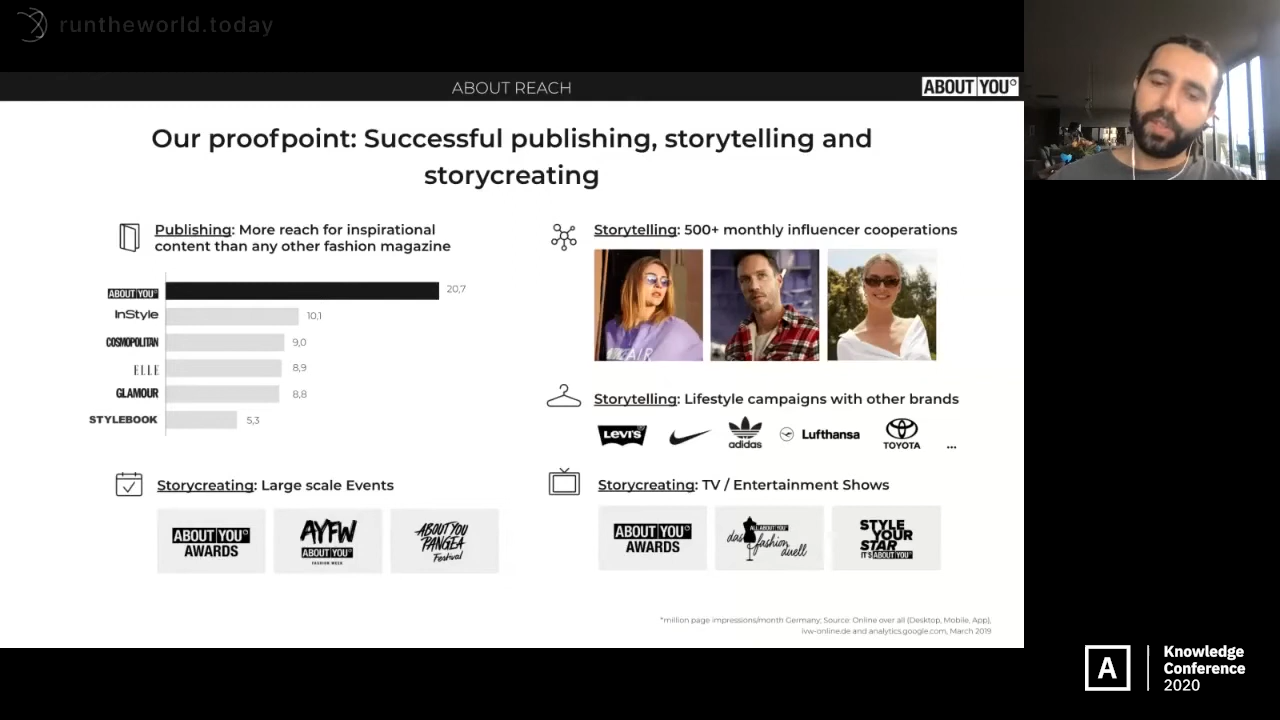 runtheworld.today
ABOUT REACH
ABOUT YOU°
Our proofpoint: Successful publishing, storytelling and
storycreating
Publishing: More reach for inspirational
content than any other fashion magazine
ABOUT YOU° 20,7
InStyle 10,1
COSMOPOLITAN 9,0
ELLE 8,9
GLAMOUR 8,8
STYLEBOOK 5,3
Storytelling: 500+ monthly influencer cooperations
Storytelling: Lifestyle campaigns with other brands
LEVI'S
adidas
Lufthansa
TOYOTA
...
Storycreating: Large scale Events
ABOUT YOU°
AWARDS
AYFW
ABOUT YOU°
FASHION WEEK
ABOUT YOU
PANGEA
Festival
Storycreating: TV / Entertainment Shows
ABOUT YOU°
AWARDS
ALL ABOUT YOU°
das fashion
duell
STYLE
YOUR
STAR
IT'S ABOUT YOU°
*million page impressions/month Germany; Source: Online over all (Desktop, Mobile, App),
ivw-online.de and analytics.google.com, March 2019
A
Knowledge
Conference
2020